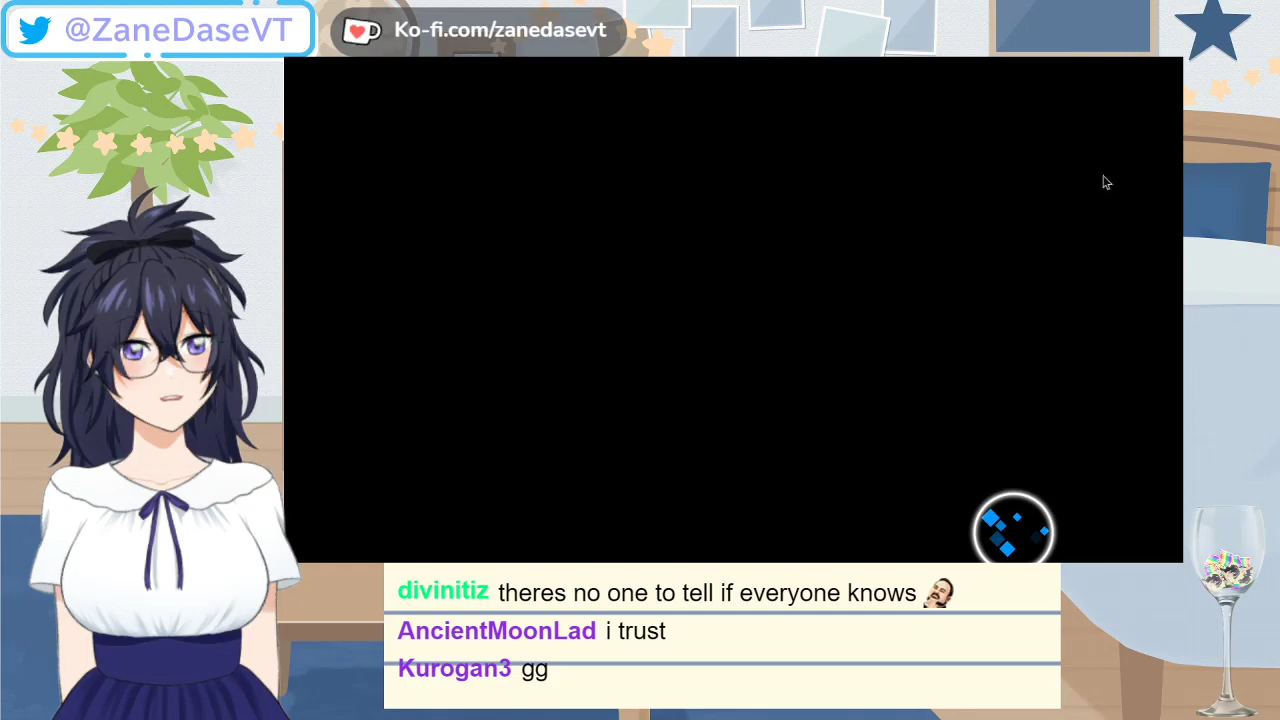 @ZaneDaseVT
Ko-fi.com/zanedasevt
divinitiz theres no one to tell if everyone knows
AncientMoonLad i trust
Kurogan3 gg